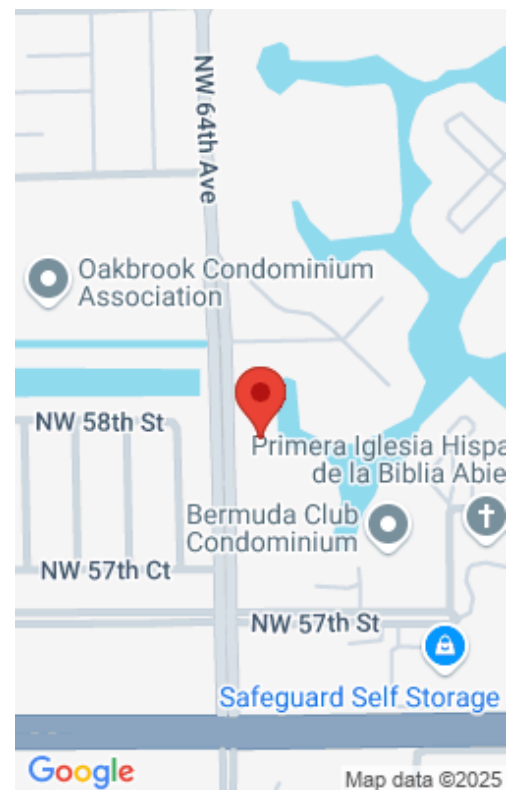 NW 64th Ave
Oakbrook Condominium
Association
NW 58th St
Primera Iglesia Hispa
de la Biblia Abie
Bermuda Club
Condominium
NW 57th Ct
NW 57th St
Safeguard Self Storage
Google
Map data ©2025